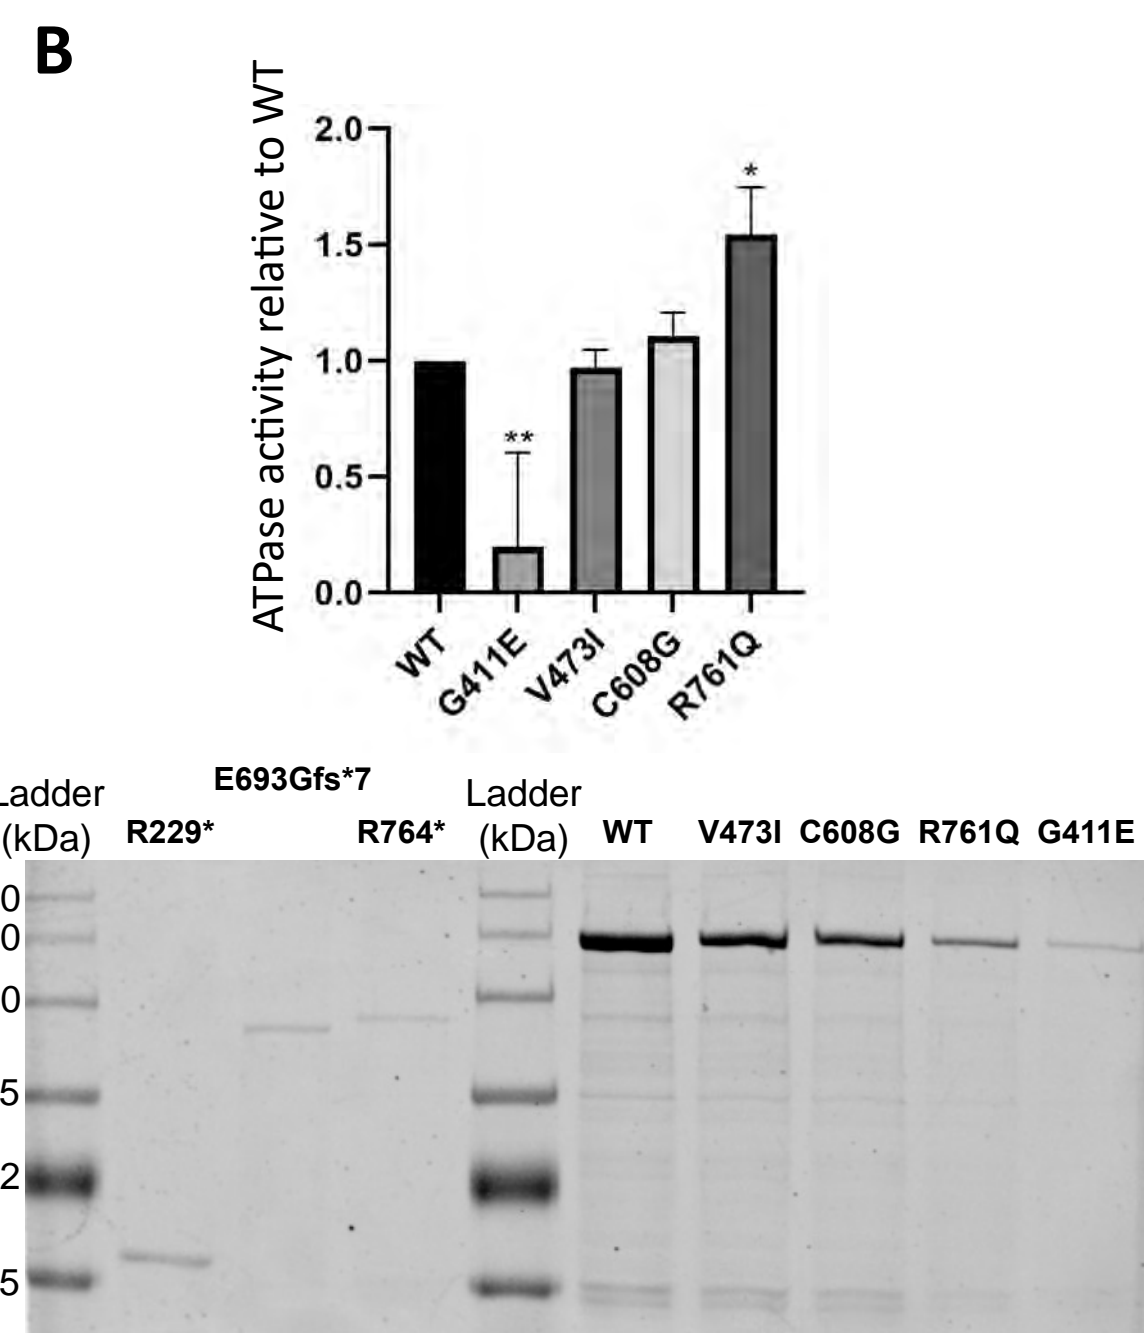 B
ATPase activity relative to WT
2.0
**
*
1.5
1.0
0.5
0.0
WT
G411E
V473I
C608G
R761Q
E693Gfs*7
Ladder
(kDa)
R229*
R764*
Ladder
(kDa)
WT
V473I
C608G
R761Q
G411E
0
0
0
5
2
5